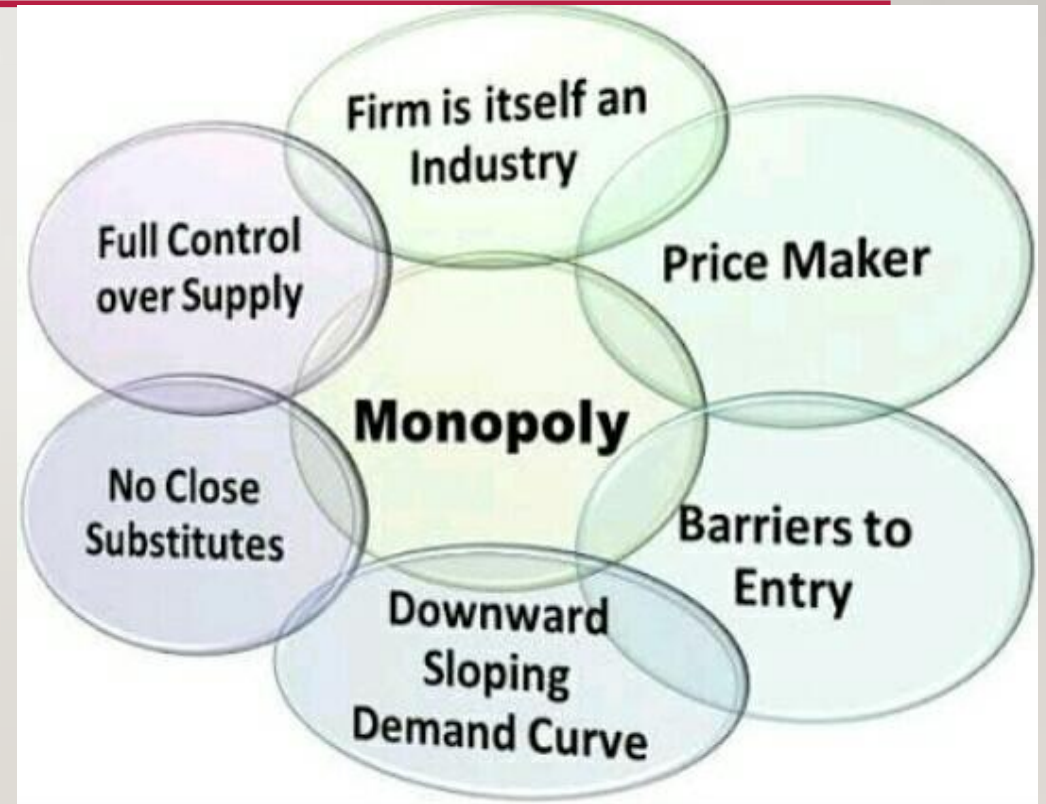 Firm is itself an
Industry
Price Maker
Barriers to
Entry
Downward
Sloping
Demand Curve
No Close
Substitutes
Full Control
over Supply
Monopoly